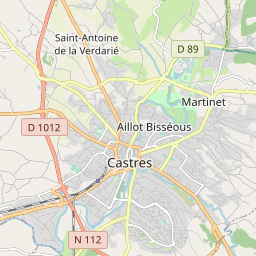 Saint-Antoine
de la Verdarié
D 89
Martinet
D 1012
Aillot Bisséous
Castres
N 112